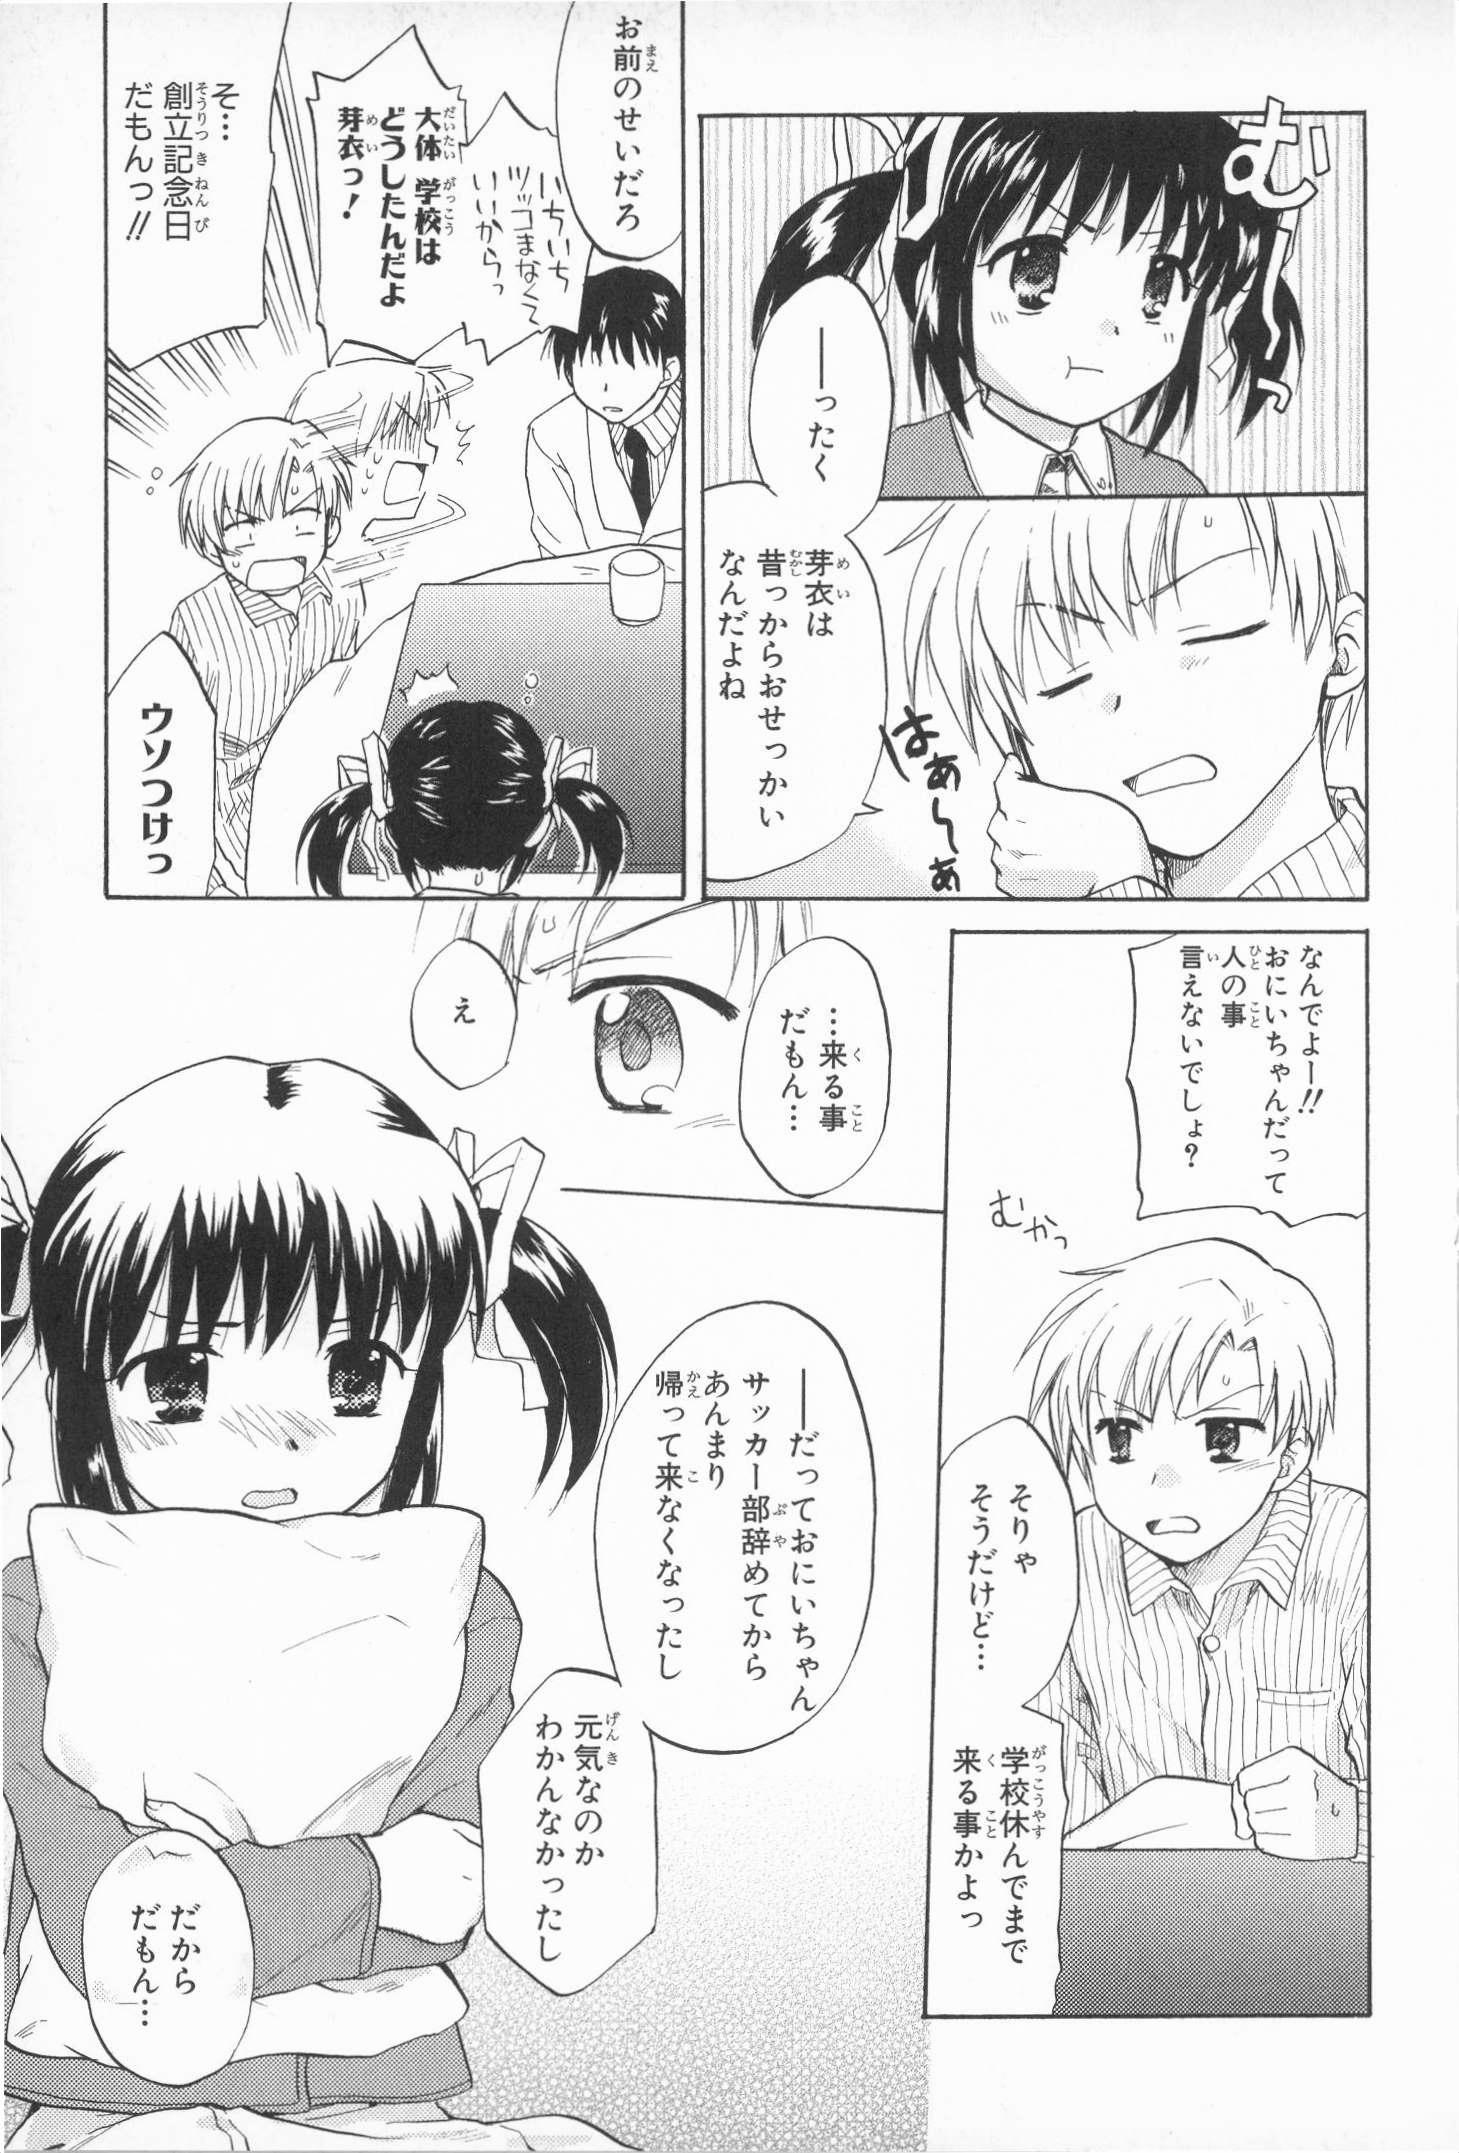 む〜っ
――ったく
芽衣は
昔っからおせっかい
なんだよね
はぁ〜ぁ
お前のせいだろ
いちいち
ツッコまなくて
いいからっ
大体 学校は
どうしたんだよ
芽衣っ!
そ…
創立記念日
だもんっ!!
ウソつけっ
なんでよー!!
おにいちゃんだって
人の事
言えないでしょ?
むかっ
そりゃ
そうだけど…
学校休んでまで
来る事かよっ
…来る事
だもん…
え
――だっておにいちゃん
サッカー部辞めてから
あんまり
帰って来なくなったし
元気なのか
わかんなかったし
だから
だもん…